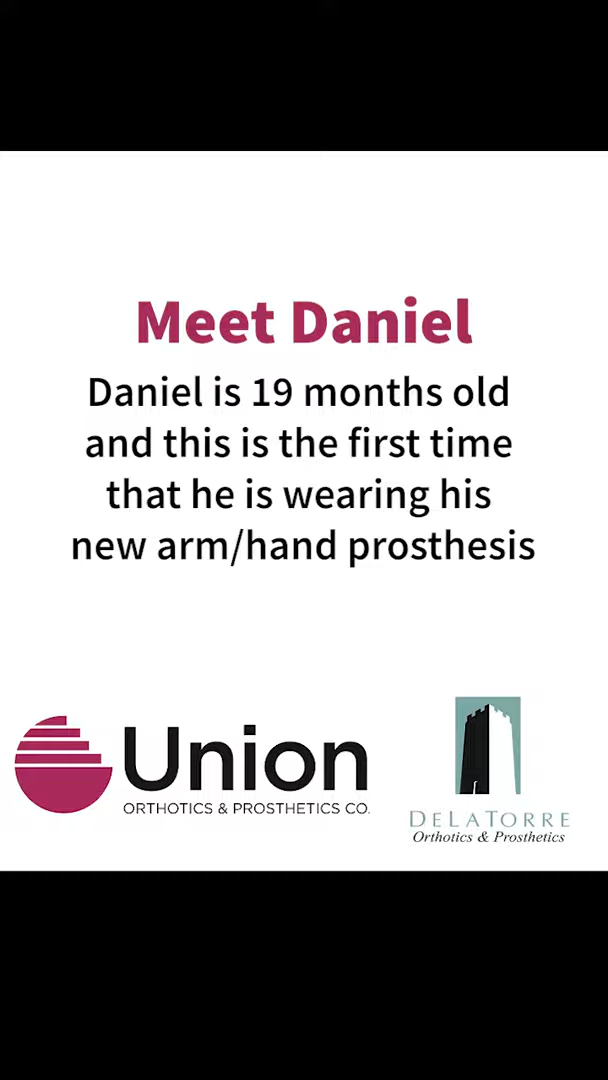 Meet Daniel
Daniel is 19 months old
and this is the first time
that he is wearing his
new arm/hand prosthesis
Union
ORTHOTICS & PROSTHETICS CO.
DELATORRE
Orthotics & Prosthetics